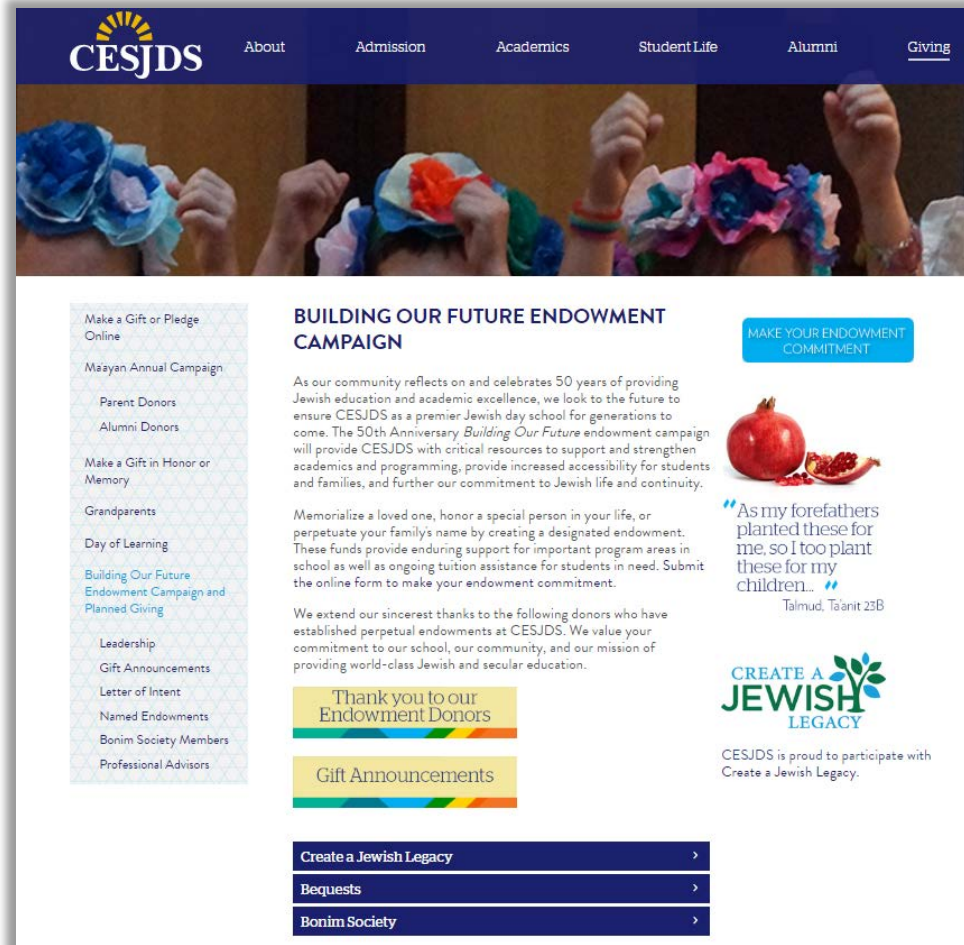 CESJDS
About Admission Academics Student Life Alumni Giving
Make a Gift or Pledge
Online
Ma'ayan Annual Campaign
Parent Donors
Alumni Donors
Make a Gift in Honor or
Memory
Grandparents
Day of Learning
Building Our Future
Endowment Campaign and
Planned Giving
Leadership
Gift Announcements
Letter of Intent
Named Endowments
Bonim Society Members
Professional Advisors
BUILDING OUR FUTURE ENDOWMENT
CAMPAIGN
As our community reflects on and celebrates 50 years of providing
Jewish education and academic excellence, we look to the future to
ensure CESJDS as a premier Jewish day school for generations to
come. The 50th Anniversary Building Our Future endowment campaign
will provide CESJDS with critical resources to support and strengthen
academics and programming, provide increased accessibility for students
and families, and further our commitment to Jewish life and continuity.
Memorialize a loved one, honor a special person in your life, or
perpetuate your family's name by creating a designated endowment.
These funds provide enduring support for important program areas in
school as well as ongoing tuition assistance for students in need. Submit
the online form to make your endowment commitment.
We extend our sincerest thanks to the following donors who have
established perpetual endowments at CESJDS. We value your
commitment to our school, our community, and our mission of
providing world-class Jewish and secular education.
Thank you to our
Endowment Donors
Gift Announcements
Create a Jewish Legacy
Bequests
Bonim Society
MAKE YOUR ENDOWMENT
COMMITMENT
"As my forefathers
planted these for
me, so I too plant
these for my
children... "
Talmud, Ta'anit 23B
CREATE A
JEWISH
LEGACY
CESJDS is proud to participate with
Create a Jewish Legacy.